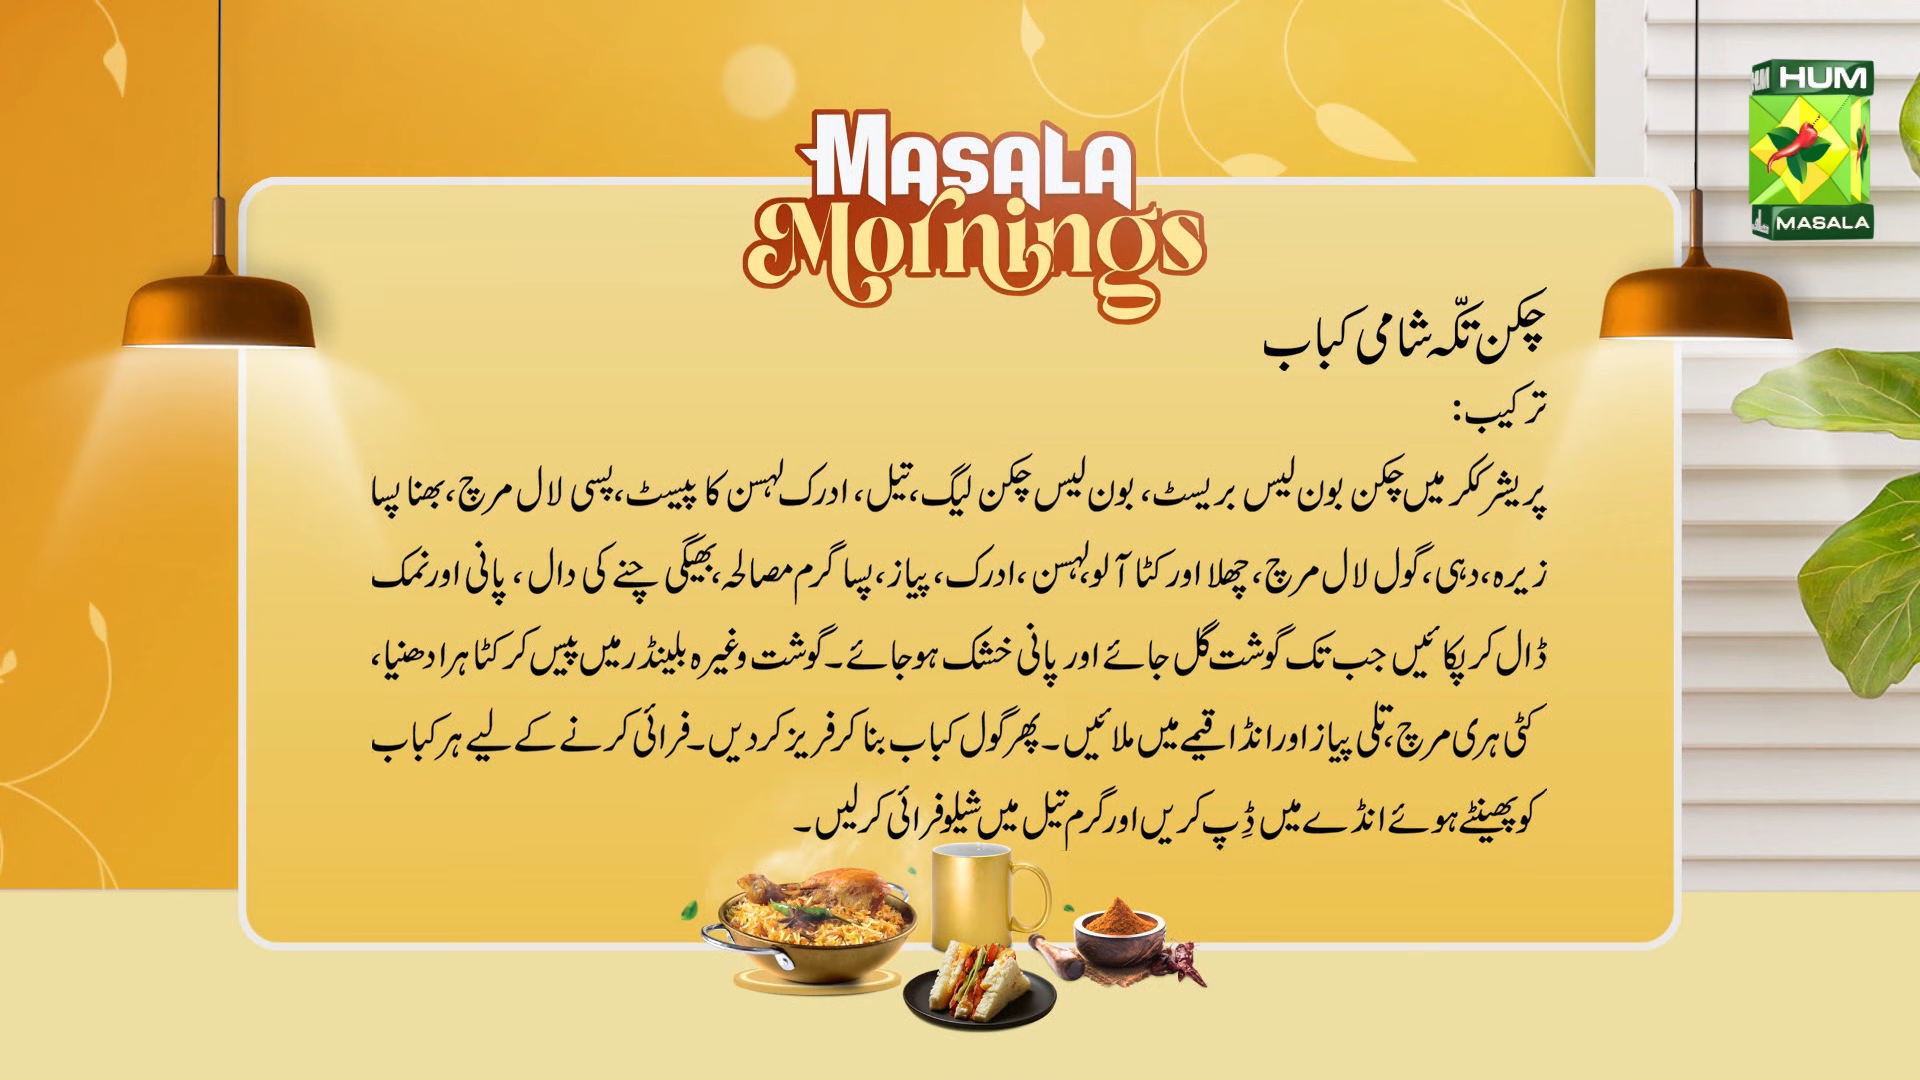 MASALA
Mornings
HUM
MASALA
چکن تکّہ شامی کباب
ترکیب:
پریشر ککر میں چکن بون لیس بریسٹ، بون لیس چکن لیگ، تیل، ادرک لہسن کا پیسٹ، پسی لال مرچ، بھنا پسا
زیرہ، دہی، گول لال مرچ، چھلا اور کٹا آلو، لہسن، ادرک، پیاز، پسا گرم مصالحہ، بھیگی چنے کی دال، پانی اور نمک
ڈال کر پکائیں جب تک گوشت گل جائے اور پانی خشک ہوجائے۔ گوشت وغیرہ بلینڈر میں پیس کر کٹا ہرا دھنیا،
کٹی ہری مرچ، تلی پیاز اور انڈا قیمے میں ملائیں۔ پھر گول کباب بنا کر فریز کردیں۔ فرائی کرنے کے لیے ہر کباب
کو پھینٹے ہوئے انڈے میں ڈِپ کریں اور گرم تیل میں شیلو فرائی کرلیں۔